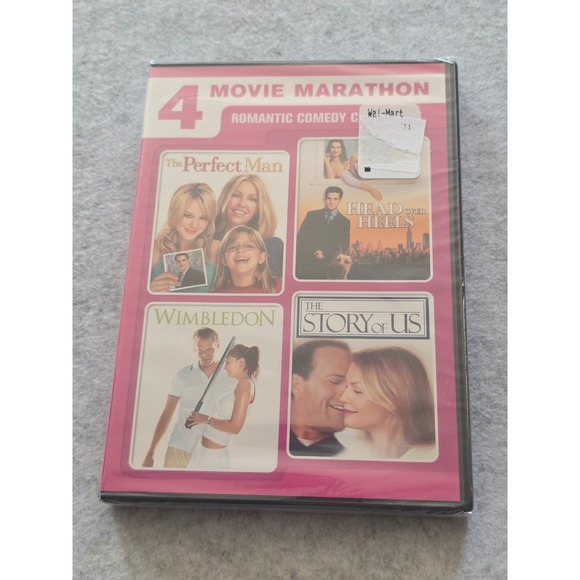 4 MOVIE MARATHON
ROMANTIC COMEDY
Wal-Mart
The Perfect Man
HEAD OVER
HEELS
WIMBLEDON
THE
STORY OF US